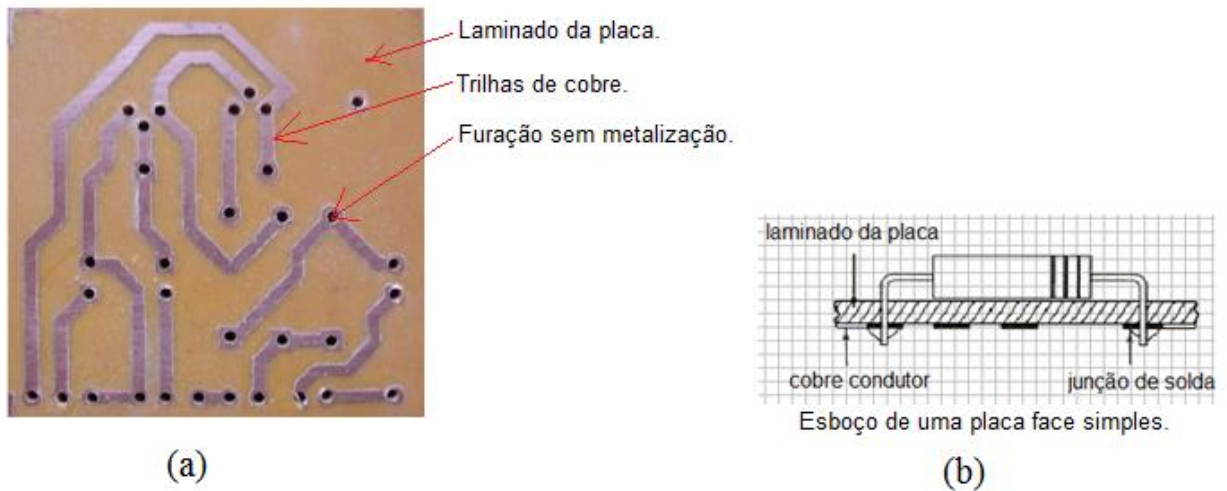 Laminado da placa.
Trilhas de cobre.
Furação sem metalização.
laminado da placa
cobre condutor
junção de solda
Esboço de uma placa face simples.
(a)
(b)